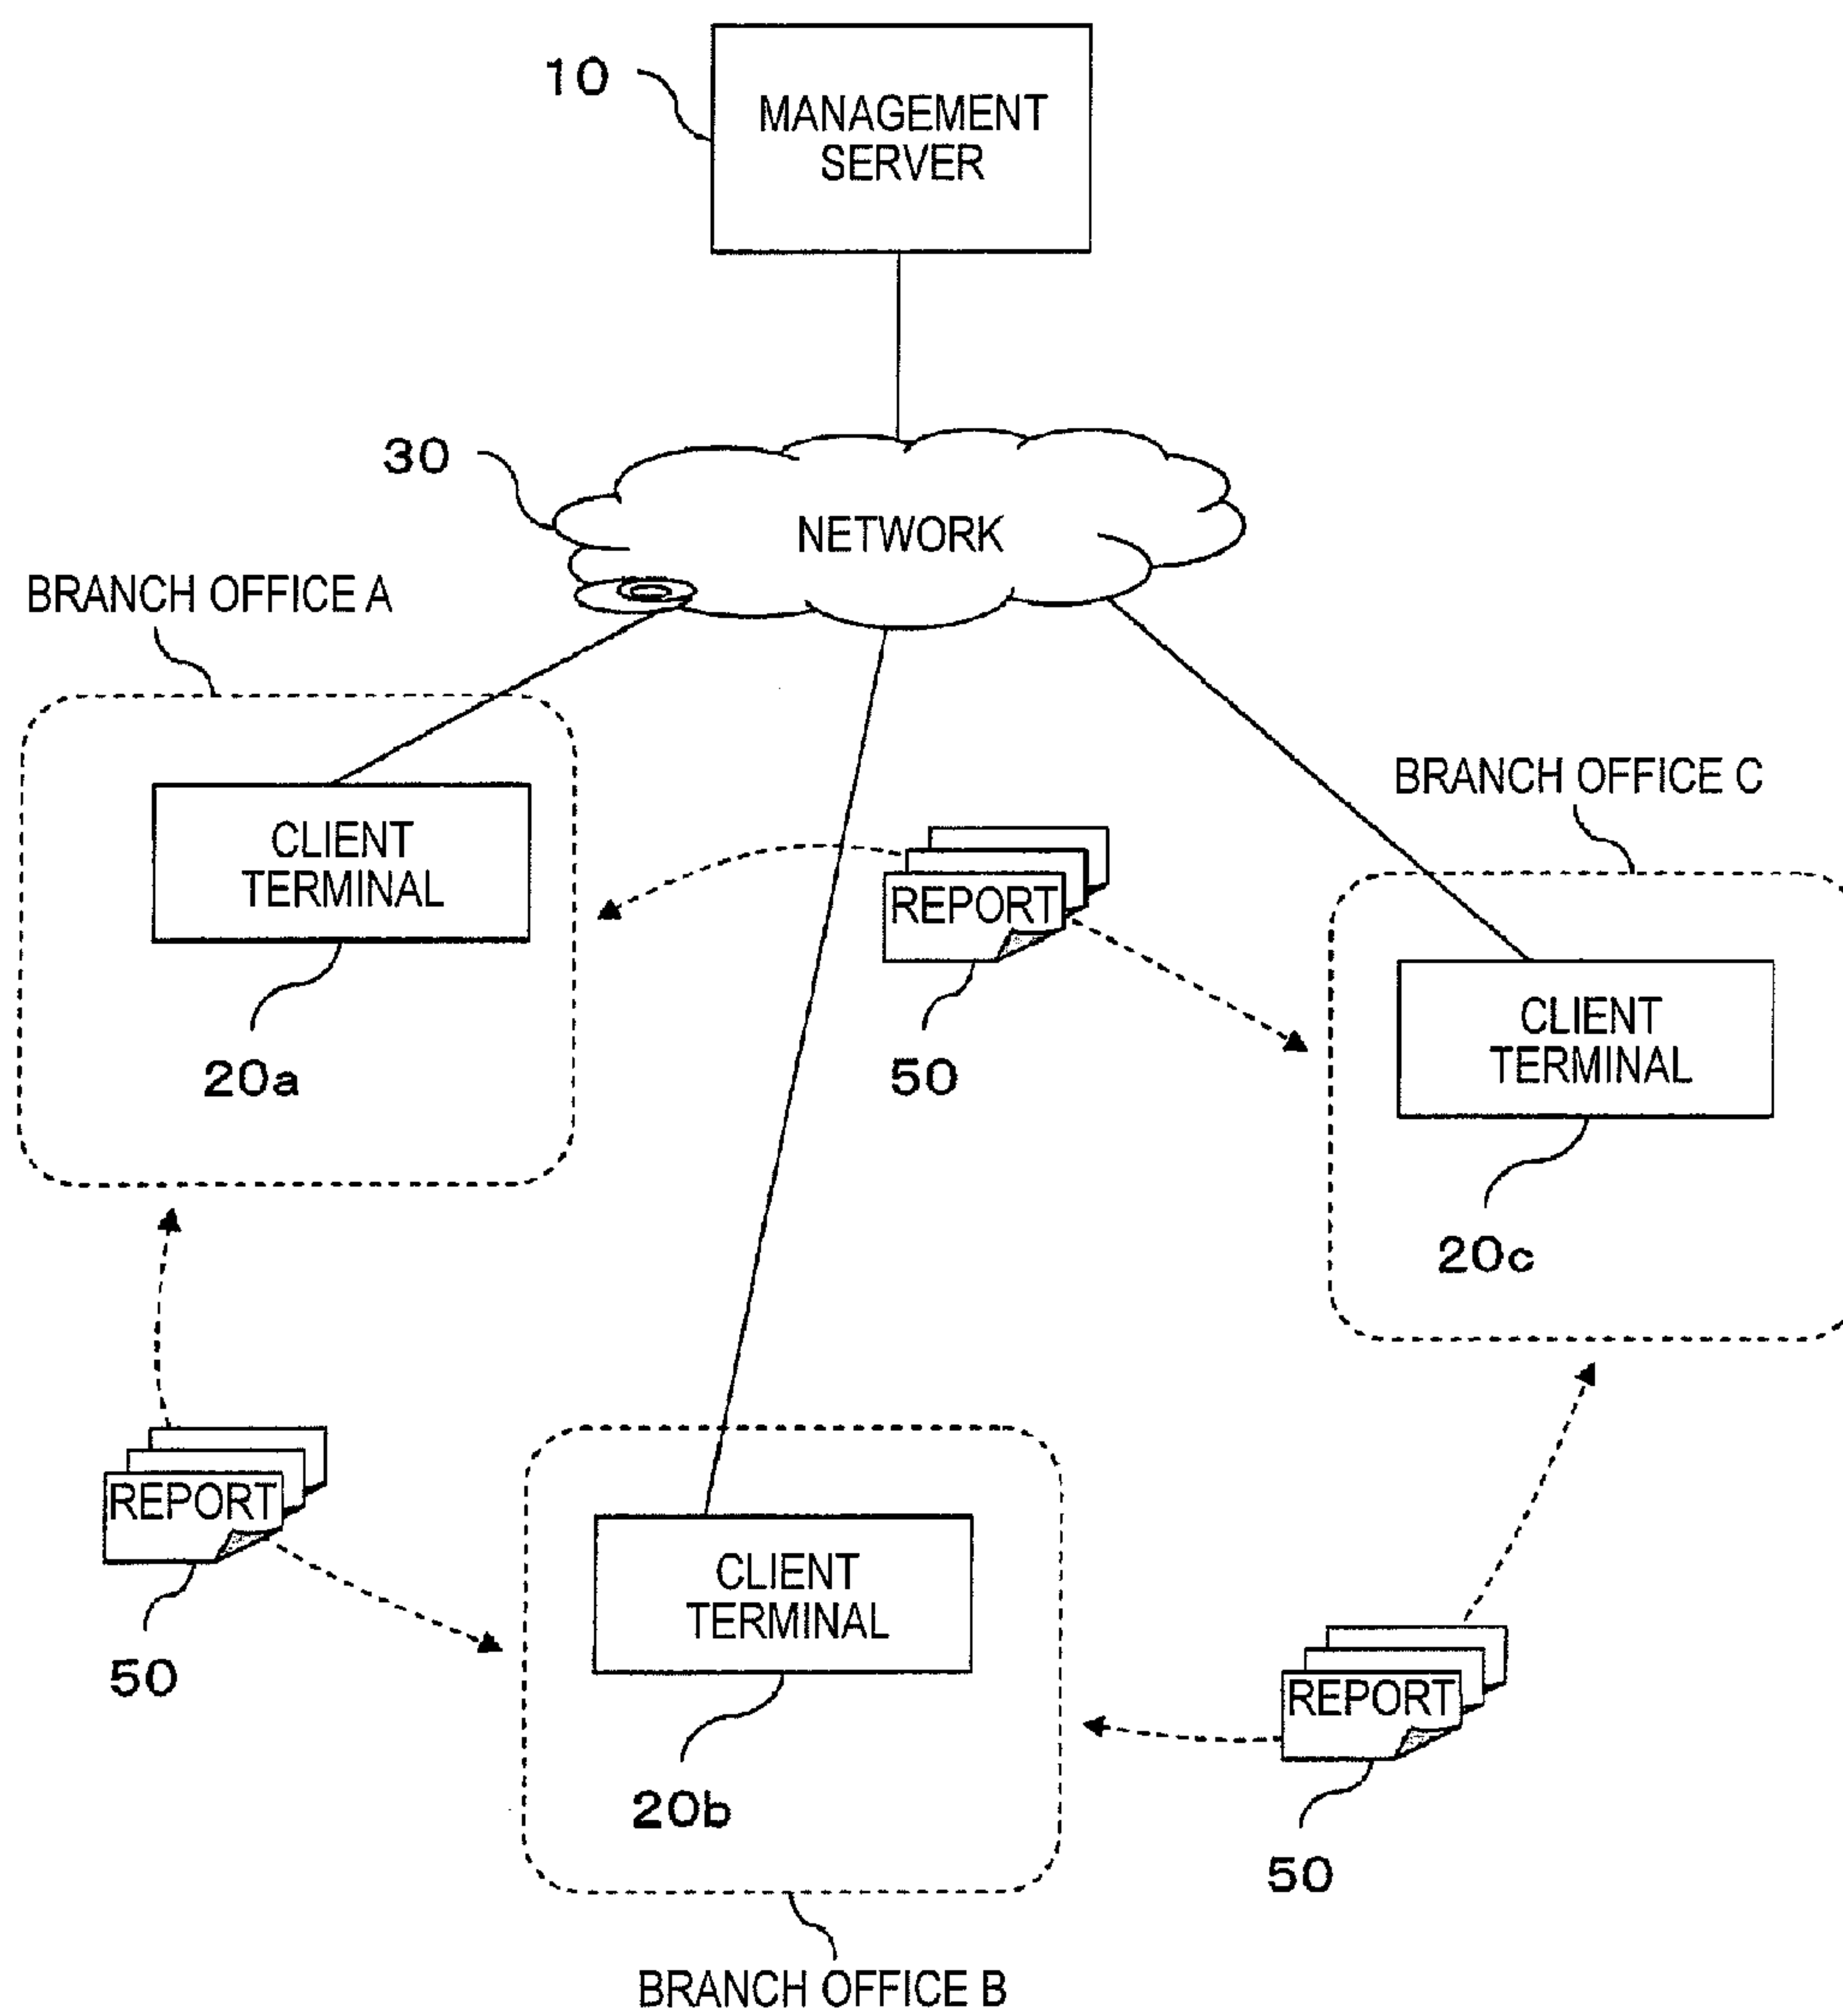 10
MANAGEMENT
SERVER
30
NETWORK
BRANCH OFFICE A
BRANCH OFFICE C
CLIENT
TERMINAL
REPORT
20a
50
CLIENT
TERMINAL
20c
REPORT
50
CLIENT
TERMINAL
REPORT
20b
50
BRANCH OFFICE B